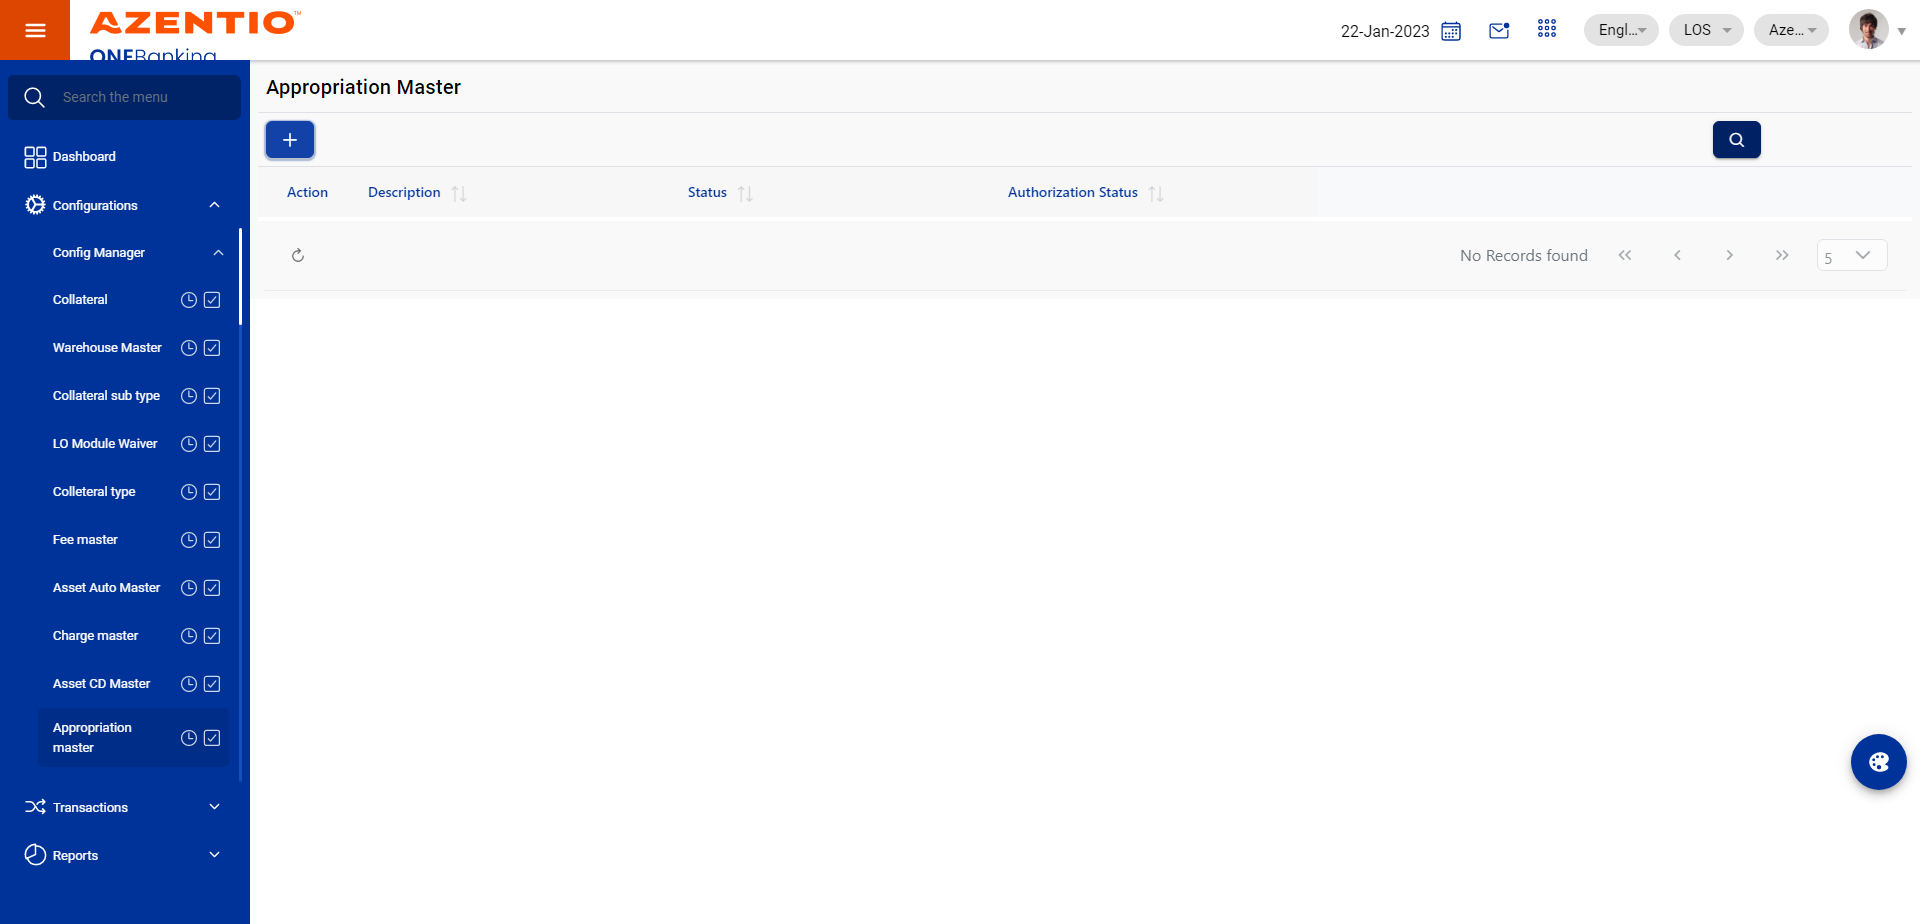 AZENTIO™
ONEBanking
22-Jan-2023
Engl...
LOS
Aze...
Search the menu
Dashboard
Configurations
Config Manager
Collateral
Warehouse Master
Collateral sub type
LO Module Waiver
Colleteral type
Fee master
Asset Auto Master
Charge master
Asset CD Master
Appropriation
master
Transactions
Reports
Appropriation Master
Action Description Status Authorization Status
No Records found
5